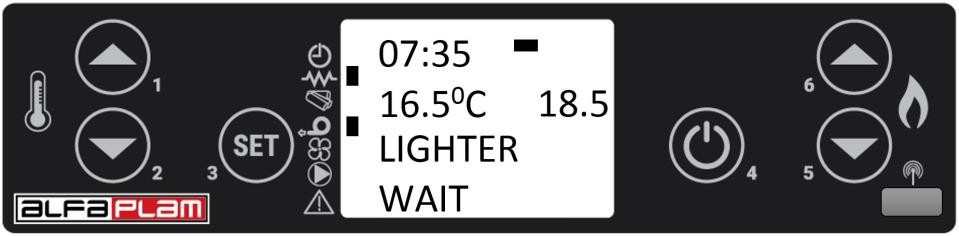 1
2
3
SET
07:35
16.5⁰C 18.5
LIGHTER
WAIT
4
6
5
ALFAPLAM